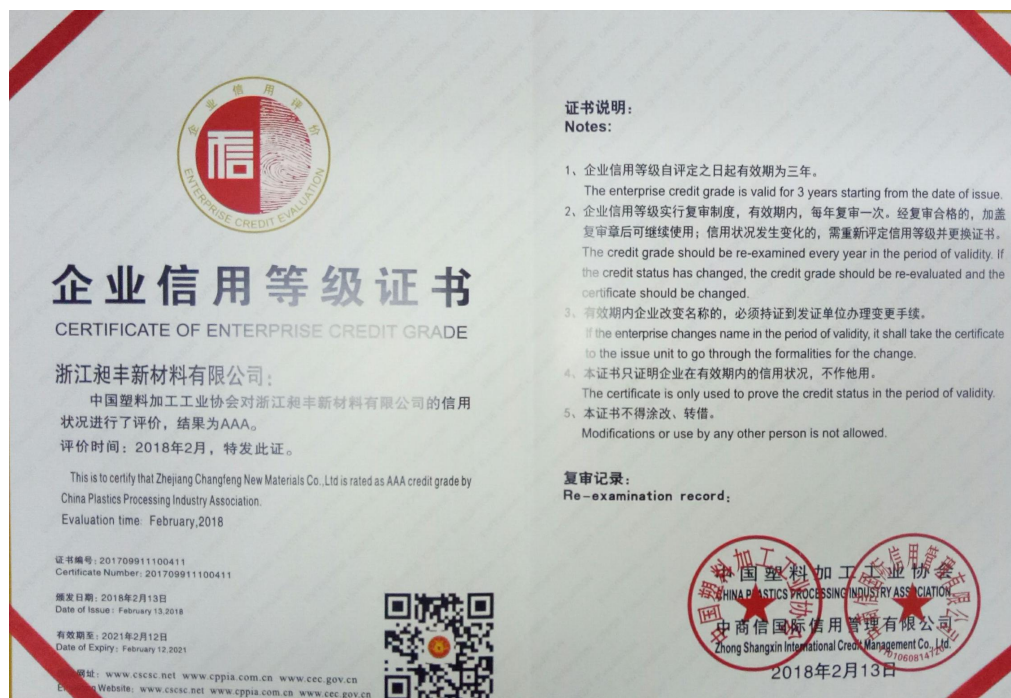 企业信用评价
信
ENTERPRISE CREDIT EVALUATION
企业信用等级证书
CERTIFICATE OF ENTERPRISE CREDIT GRADE
浙江昶丰新材料有限公司：
中国塑料加工工业协会对浙江昶丰新材料有限公司的信用
状况进行了评价，结果为AAA。
评价时间：2018年2月，特发此证。
This is to certify that Zhejiang Changfeng New Materials Co.,Ltd is rated as AAA credit grade by
China Plastics Processing Industry Association.
Evaluation time: February,2018
证书编号：201709911100411
Certificate Number: 201709911100411
颁发日期：2018年2月13日
Date of Issue: February 13,2018
有效期至：2021年2月12日
Date of Expiry: February 12,2021
网址：www.cscsc.net www.cppia.com.cn www.cec.gov.cn
Website: www.cscsc.net www.cppia.com.cn www.cec.gov.cn
证书说明：
Notes:
1、企业信用等级自评定之日起有效期为三年。
The enterprise credit grade is valid for 3 years starting from the date of issue.
2、企业信用等级实行复审制度，有效期内，每年复审一次。经复审合格的，加盖
复审章后可继续使用；信用状况发生变化的，需重新评定信用等级并更换证书。
The credit grade should be re-examined every year in the period of validity. If
the credit status has changed, the credit grade should be re-evaluated and the
certificate should be changed.
3、有效期内企业改变名称的，必须持证到发证单位办理变更手续。
If the enterprise changes name in the period of validity, it shall take the certificate
to the issue unit to go through the formalities for the change.
4、本证书只证明企业在有效期内的信用状况，不作他用。
The certificate is only used to prove the credit status in the period of validity.
5、本证书不得涂改、转借。
Modifications or use by any other person is not allowed.
复审记录：
Re-examination record:
中国塑料加工工业协会
CHINA PLASTICS PROCESSING INDUSTRY ASSOCIATION
中商信国际信用管理有限公司
Zhong Shangxin International Credit Management Co., Ltd.
2018年2月13日
中国塑料加工工业协会
中商信国际信用管理有限公司